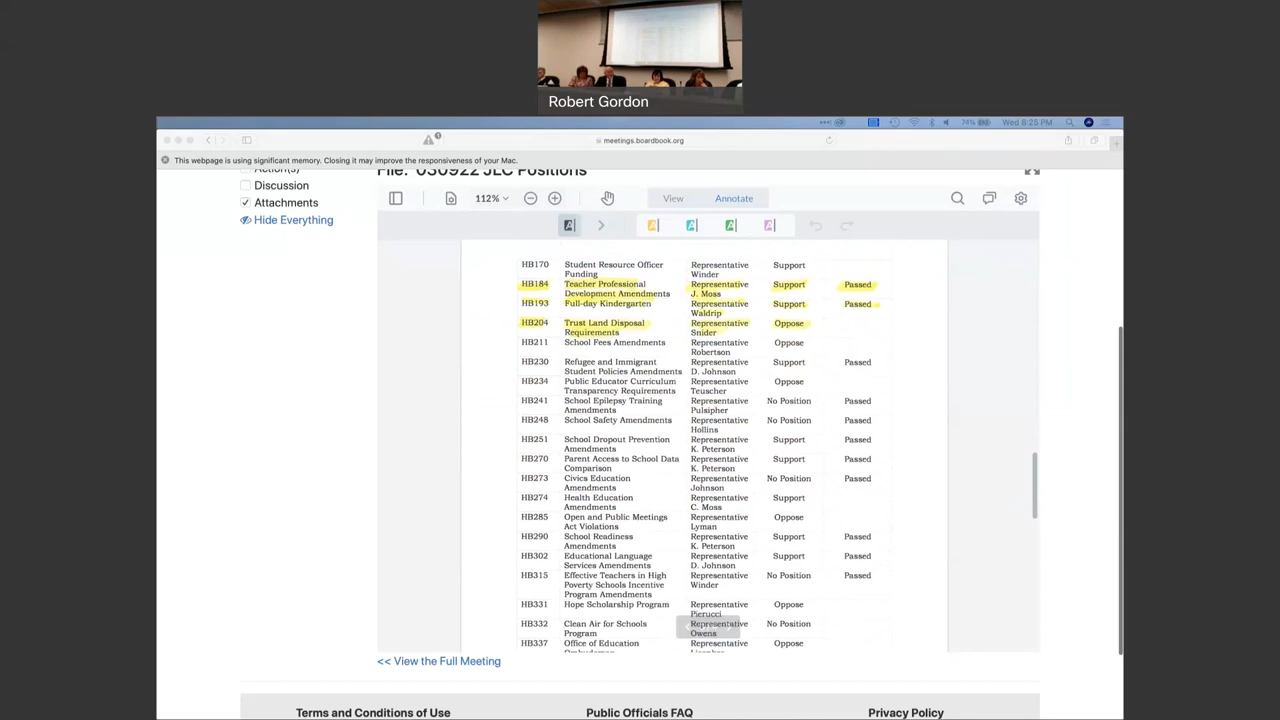 Robert Gordon
74%
Wed 8:25 PM
meetings.boardbook.org
This webpage is using significant memory. Closing it may improve the responsiveness of your Mac.
Action(s)
File: 030922 JLC Positions
Discussion
Attachments
Hide Everything
112%
View
Annotate
HB170 Student Resource Officer Representative Support
Funding Winder
HB184 Teacher Professional Representative Support Passed
Development Amendments J. Moss
HB193 Full-day Kindergarten Representative Support Passed
Waldrip
HB204 Trust Land Disposal Representative Oppose
Requirements Snider
HB211 School Fees Amendments Representative Oppose
Robertson
HB230 Refugee and Immigrant Representative Support Passed
Student Policies Amendments D. Johnson
HB234 Public Educator Curriculum Representative Oppose
Transparency Requirements Teuscher
HB241 School Epilepsy Training Representative No Position Passed
Amendments Pulsipher
HB248 School Safety Amendments Representative No Position Passed
Hollins
HB251 School Dropout Prevention Representative Support Passed
Amendments K. Peterson
HB270 Parent Access to School Data Representative Support Passed
Comparison K. Peterson
HB273 Civics Education Representative No Position Passed
Amendments Johnson
HB274 Health Education Representative Support
Amendments C. Moss
HB285 Open and Public Meetings Representative Oppose
Act Violations Lyman
HB290 School Readiness Representative Support Passed
Amendments K. Peterson
HB302 Educational Language Representative Support Passed
Services Amendments D. Johnson
HB315 Effective Teachers in High Representative No Position Passed
Poverty Schools Incentive Winder
Program Amendments
HB331 Hope Scholarship Program Representative Oppose
Pierucci
HB332 Clean Air for Schools Representative No Position
Program Owens
HB337 Office of Education Representative Oppose
<< View the Full Meeting
Terms and Conditions of Use
Public Officials FAQ
Privacy Policy